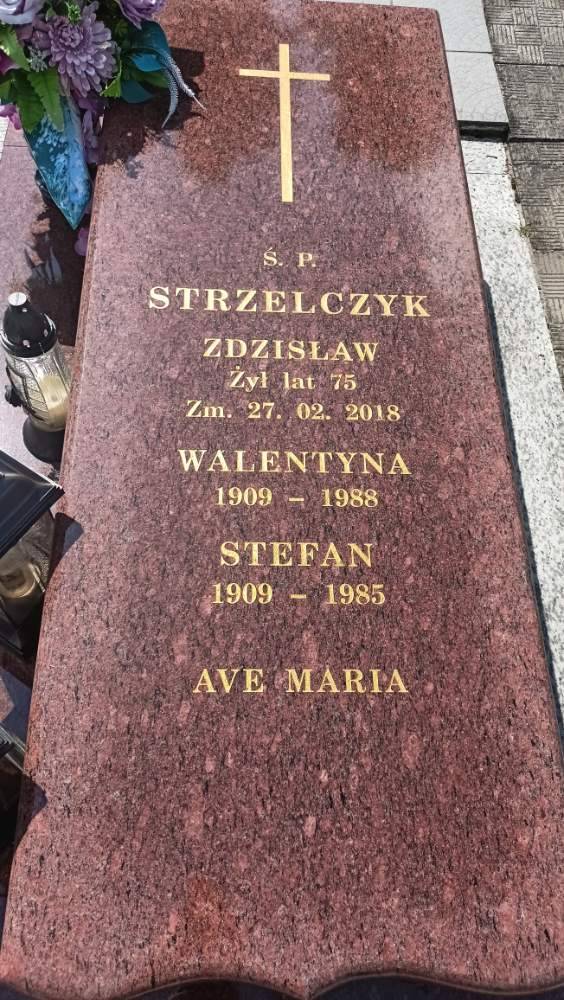 Ś. P.
STRZELCZYK
ZDZISŁAW
Żył lat 75
Zm. 27. 02. 2018
WALENTYNA
1909 – 1988
STEFAN
1909 – 1985
AVE MARIA